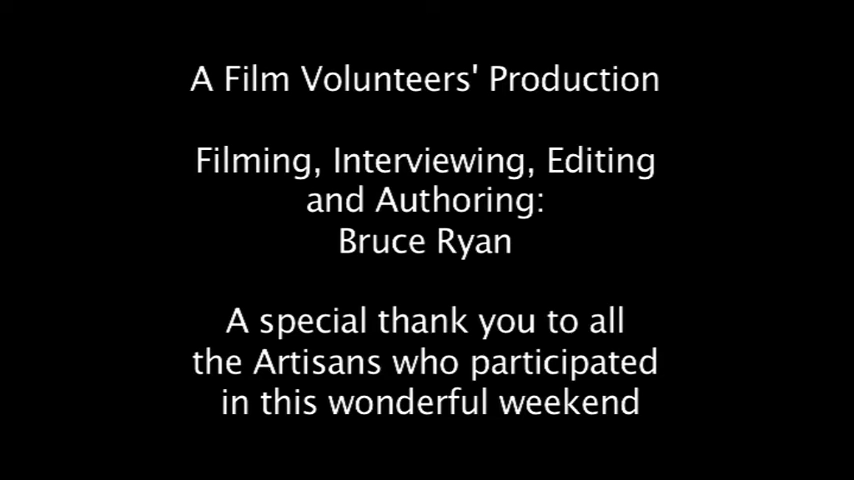 A Film Volunteers' Production
Filming, Interviewing, Editing
and Authoring:
Bruce Ryan
A special thank you to all
the Artisans who participated
in this wonderful weekend